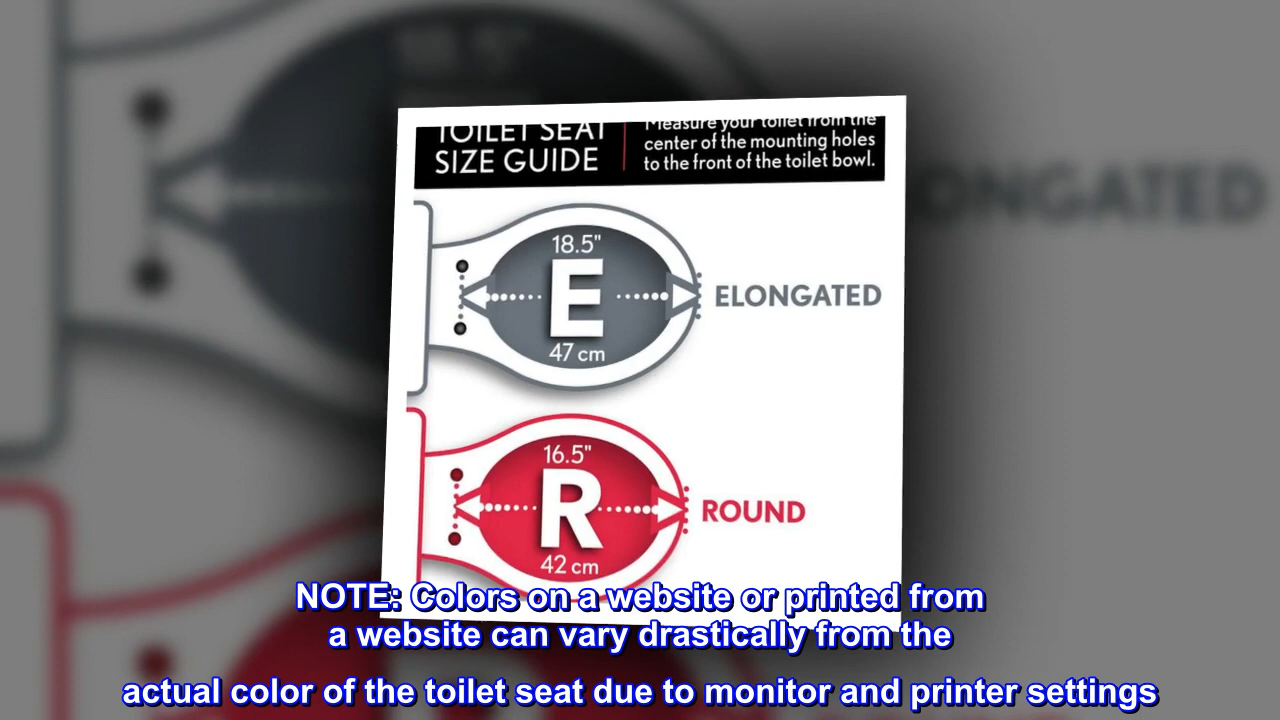 TOILET SEAT
SIZE GUIDE
Measure your toilet from the
center of the mounting holes
to the front of the toilet bowl.
18.5"
E
47 cm
ELONGATED
16.5"
R
42 cm
ROUND
NOTE: Colors on a website or printed from
a website can vary drastically from the
actual color of the toilet seat due to monitor and printer settings